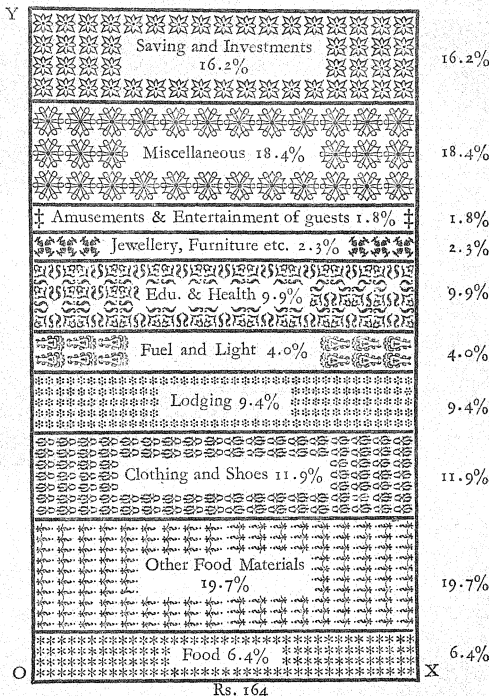 Y
Saving and Investments
16.2%
16.2%
Miscellaneous 18.4%
18.4%
‡ Amusements & Entertainment of guests 1.8% ‡
1.8%
Jewellery, Furniture etc. 2.3%
2.3%
Edu. & Health 9.9%
9.9%
Fuel and Light 4.0%
4.0%
Lodging 9.4%
9.4%
Clothing and Shoes 11.9%
11.9%
Other Food Materials
19.7%
19.7%
Food 6.4%
6.4%
O
X
Rs. 164